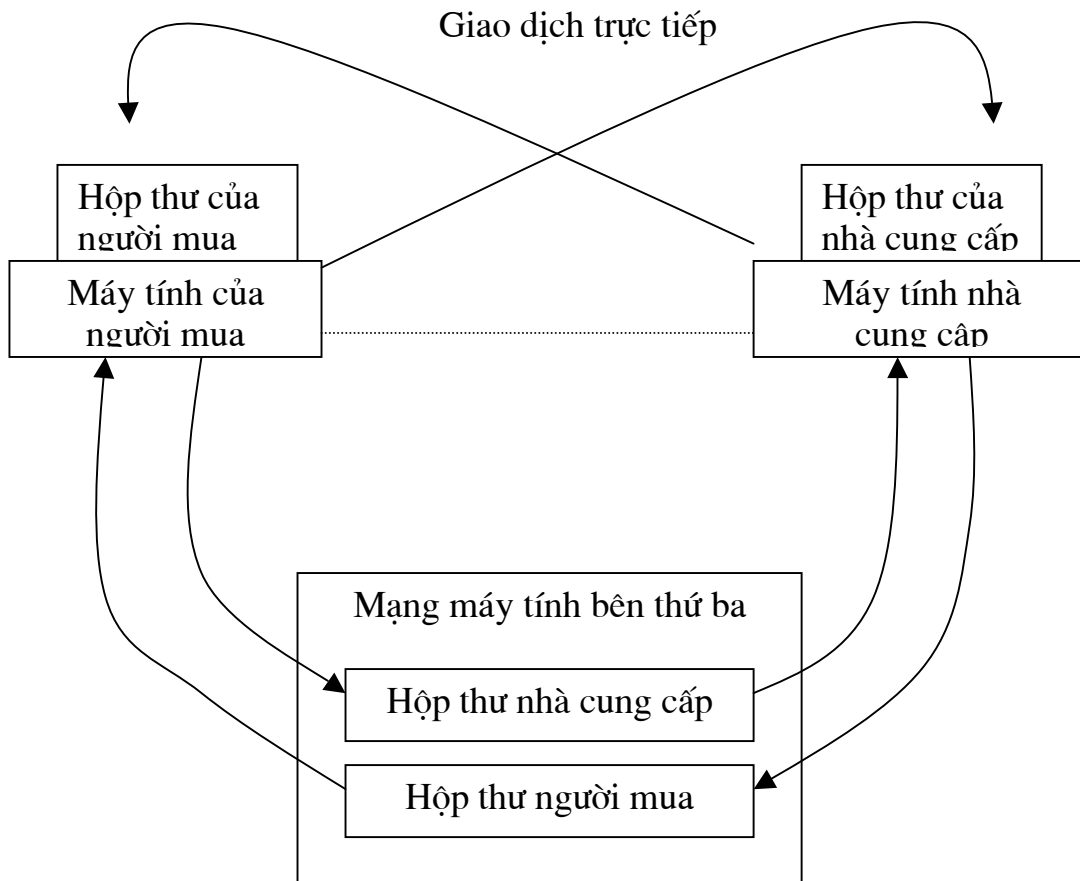 Giao dịch trực tiếp
Hộp thư của
người mua
Hộp thư của
nhà cung cấp
Máy tính của
người mua
Máy tính nhà
cung câp
Mạng máy tính bên thứ ba
Hộp thư nhà cung cấp
Hộp thư người mua